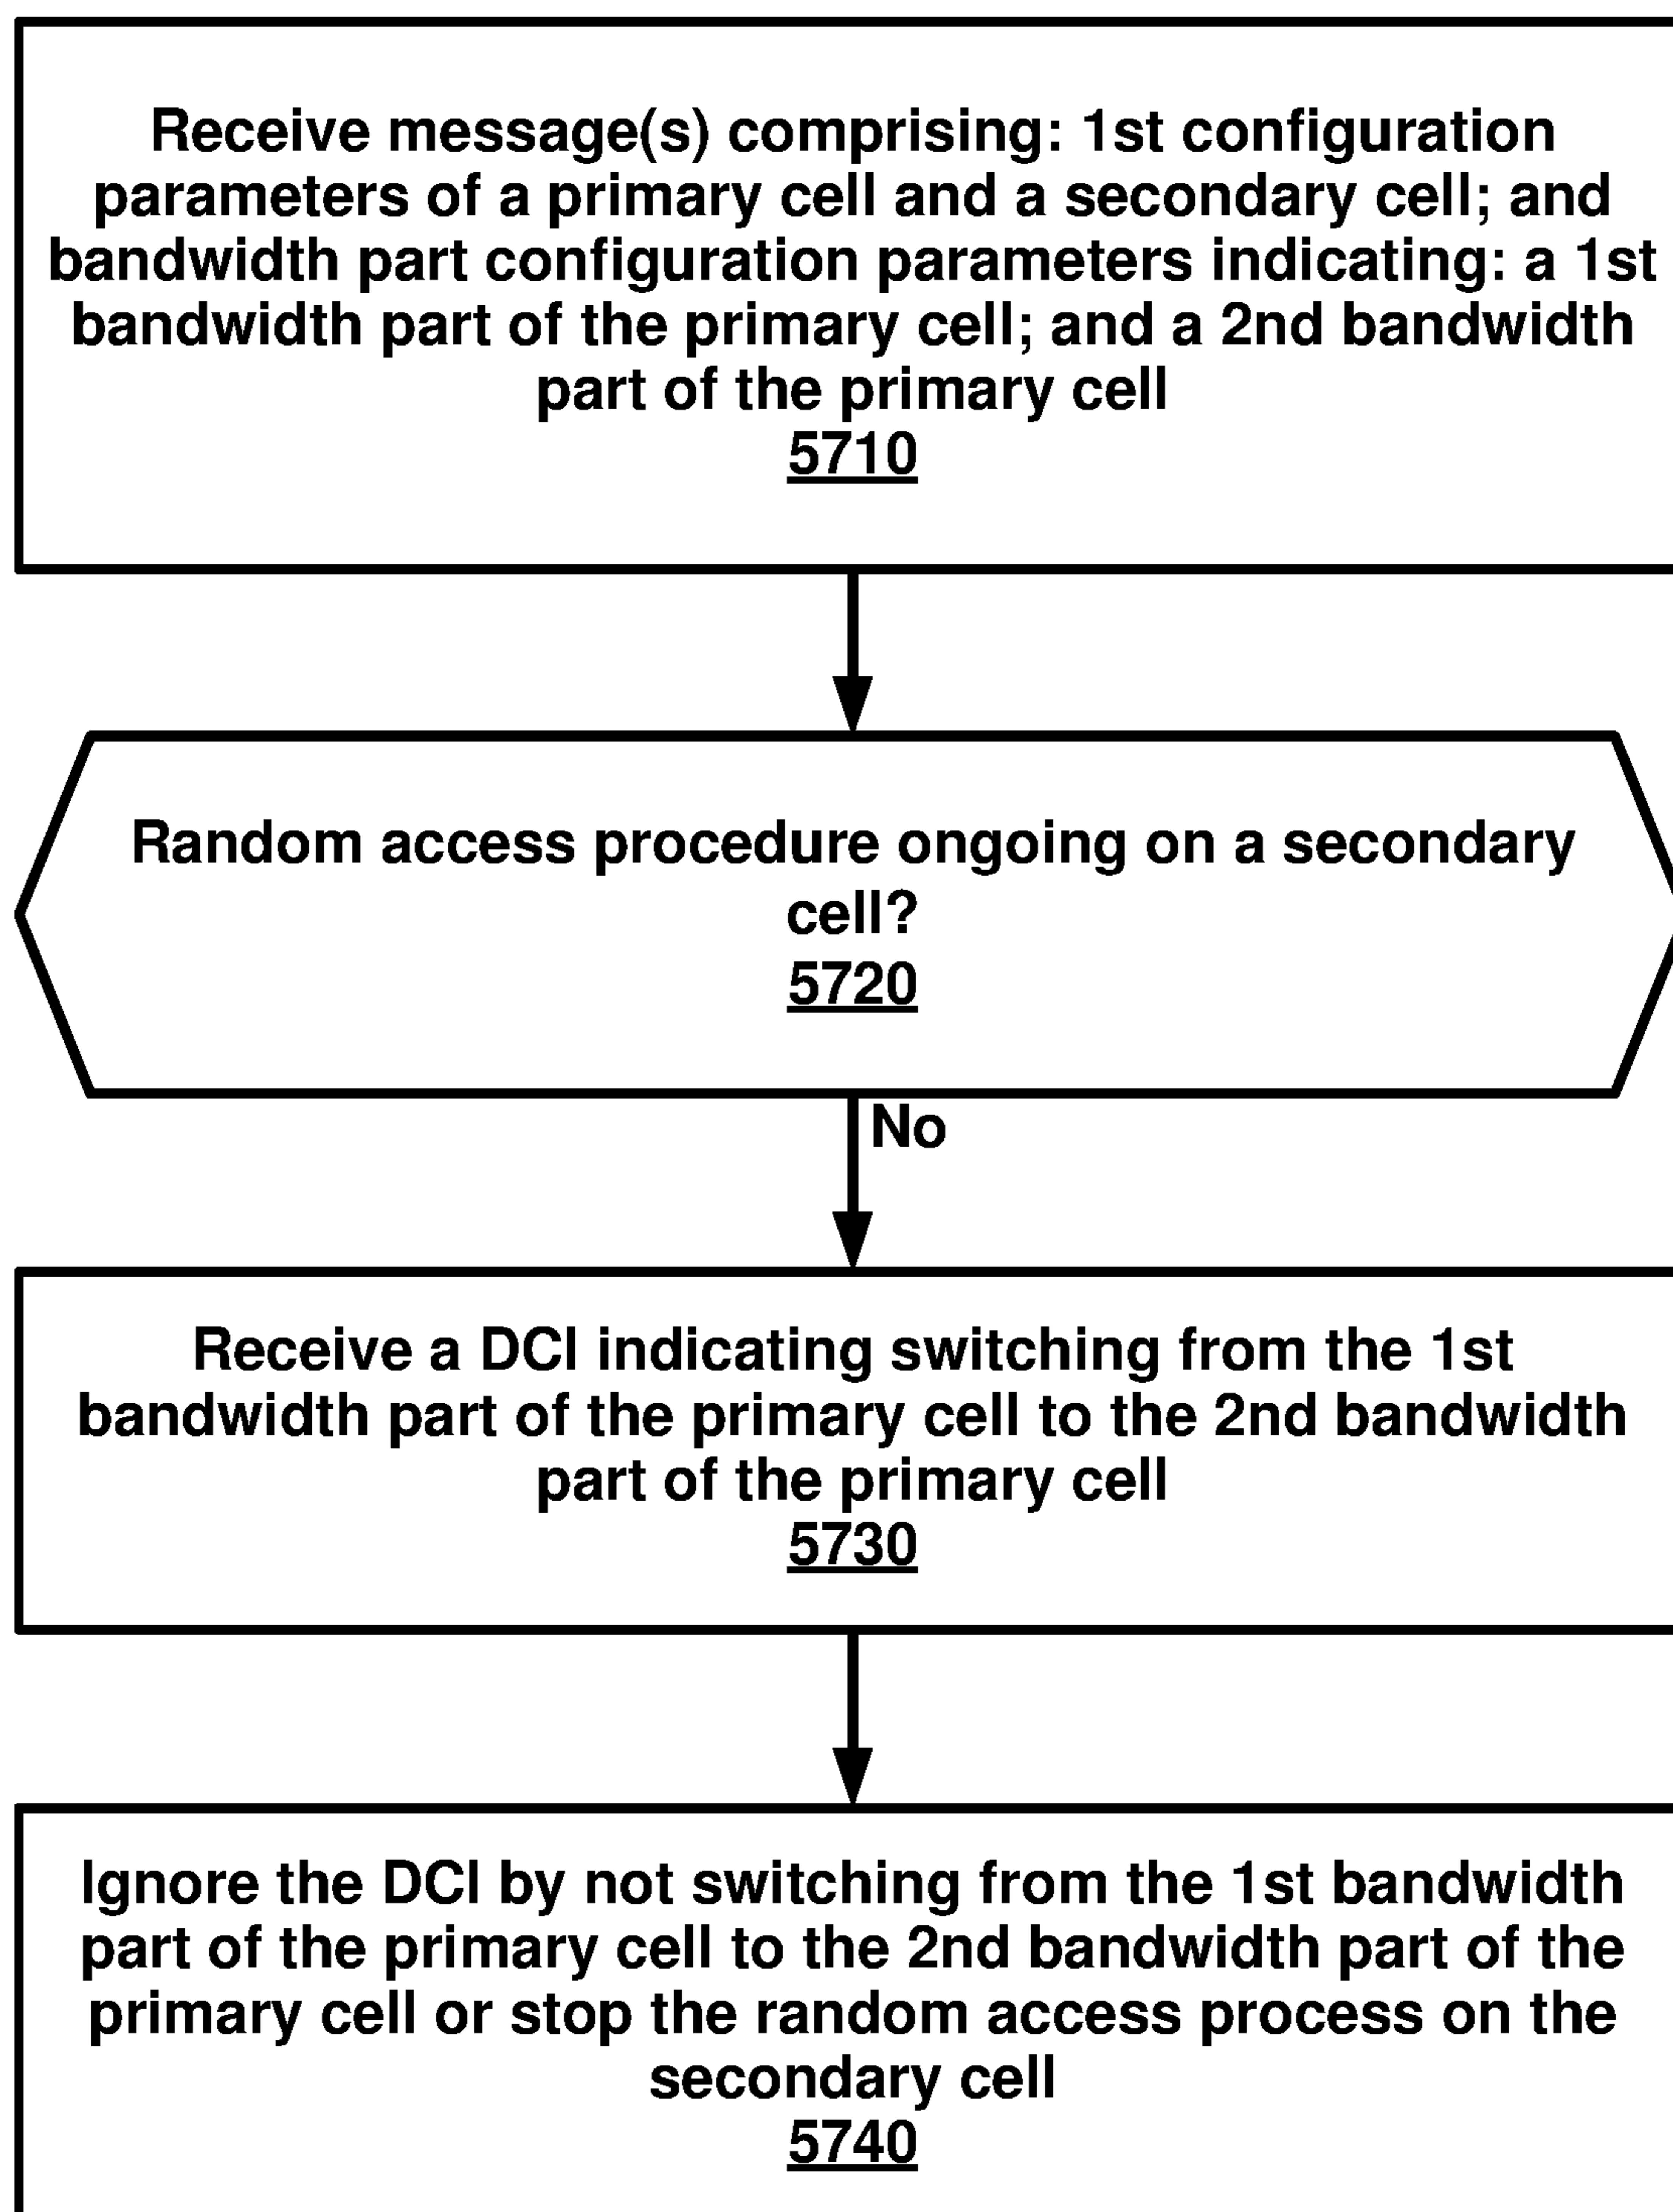 Receive message(s) comprising: 1st configuration
parameters of a primary cell and a secondary cell; and
bandwidth part configuration parameters indicating: a 1st
bandwidth part of the primary cell; and a 2nd bandwidth
part of the primary cell
5710
Random access procedure ongoing on a secondary
cell?
5720
No
Receive a DCI indicating switching from the 1st
bandwidth part of the primary cell to the 2nd bandwidth
part of the primary cell
5730
Ignore the DCI by not switching from the 1st bandwidth
part of the primary cell to the 2nd bandwidth part of the
primary cell or stop the random access process on the
secondary cell
5740